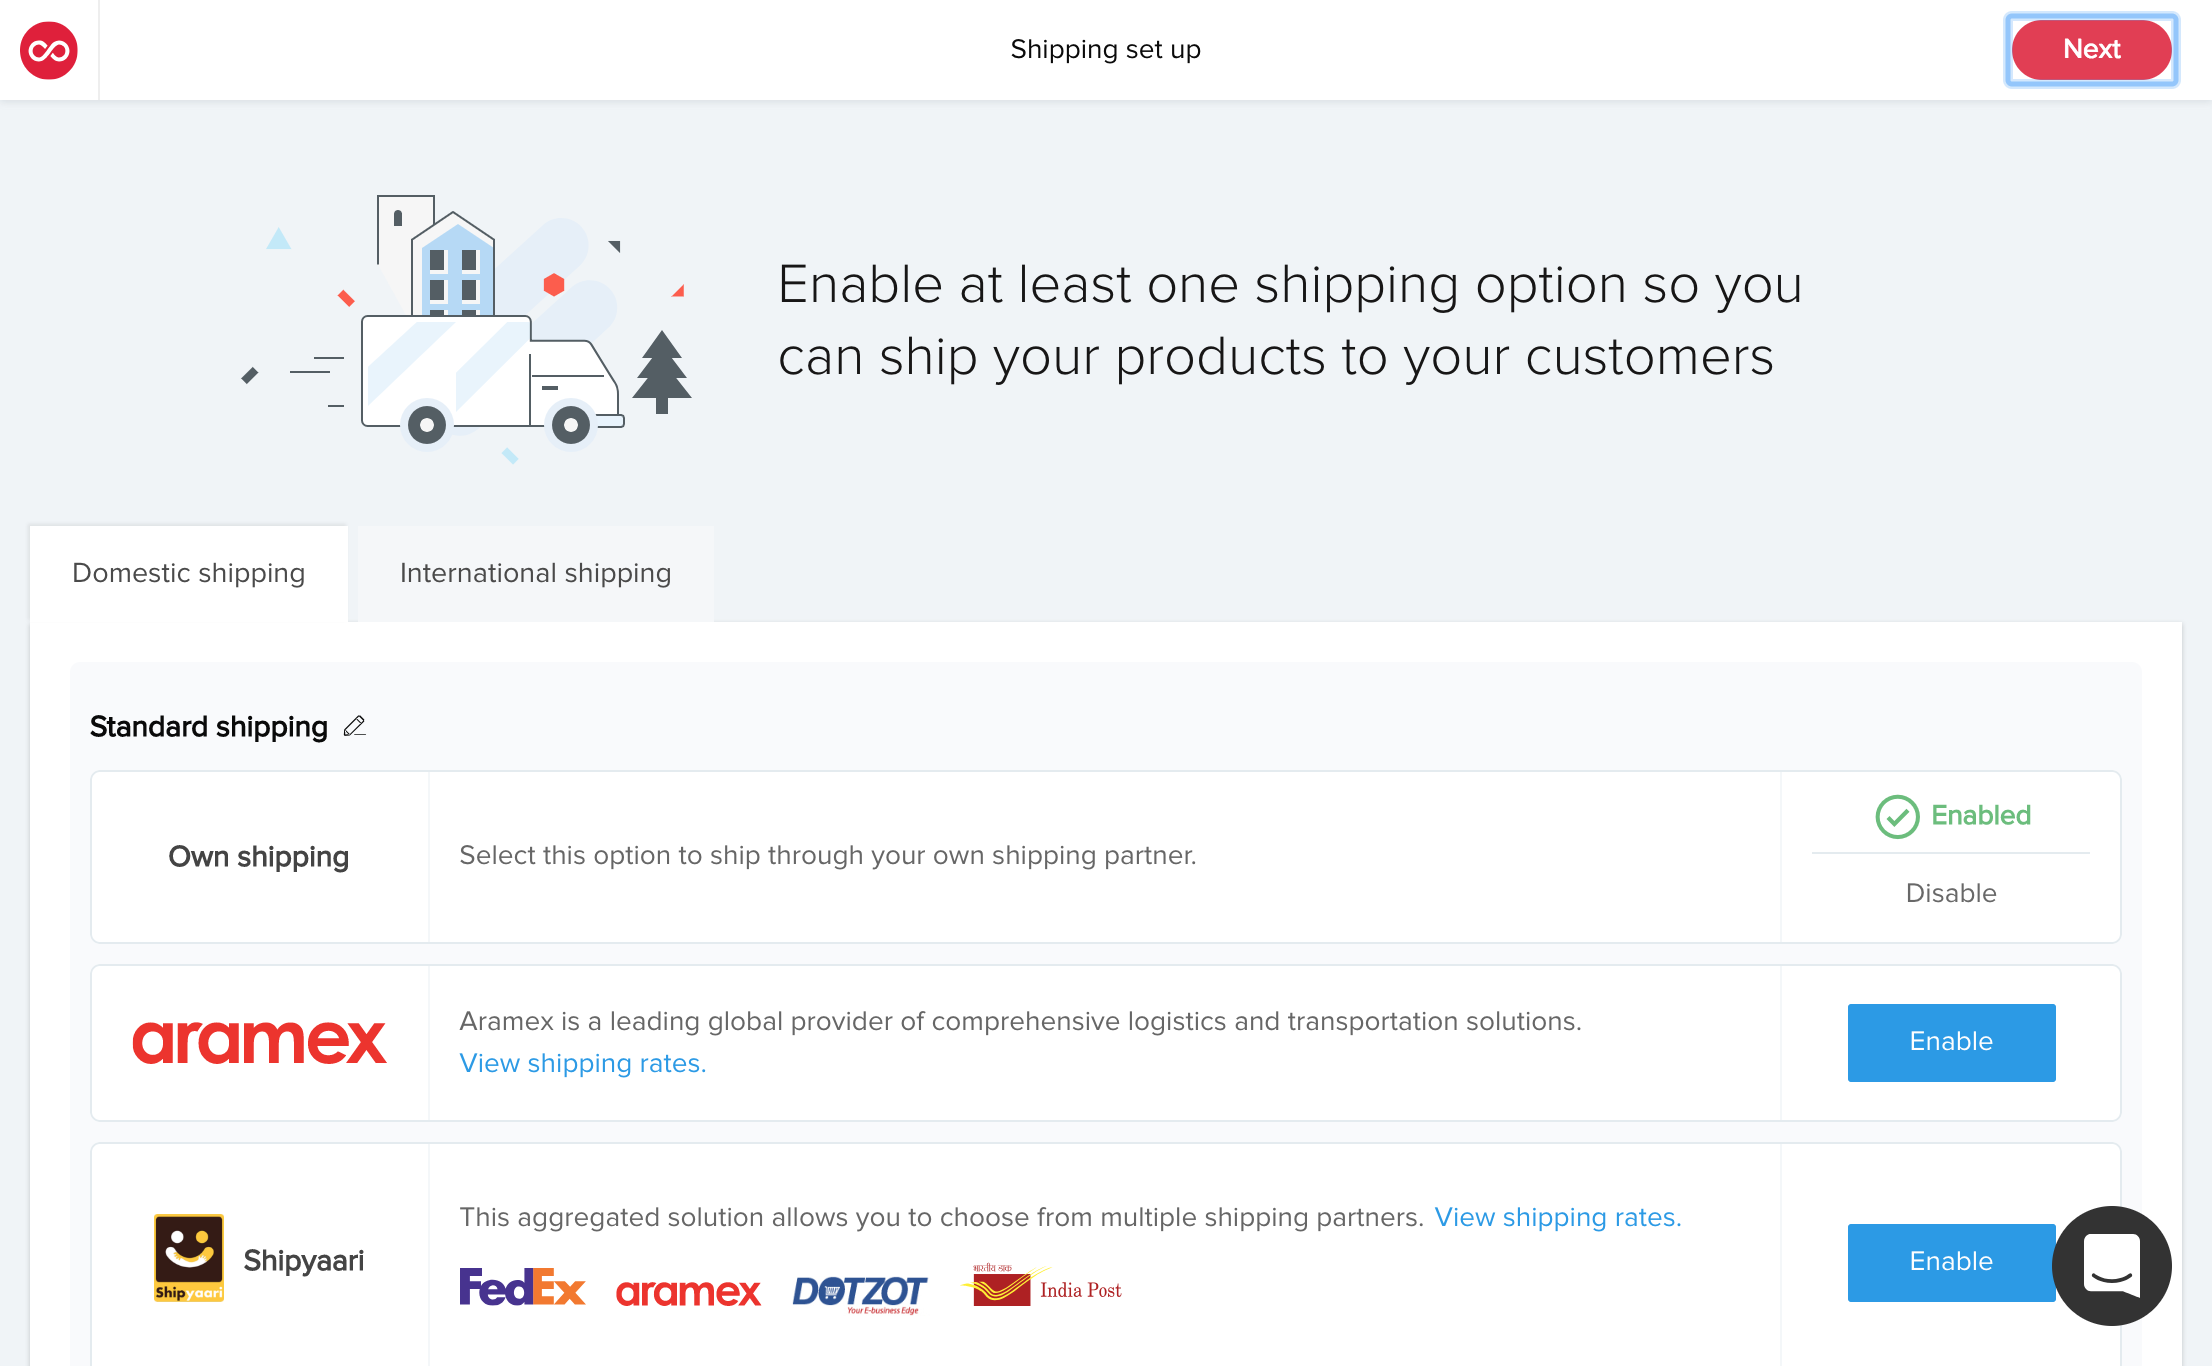 Shipping set up
Next
Enable at least one shipping option so you
can ship your products to your customers
Domestic shipping
International shipping
Standard shipping
Own shipping
Select this option to ship through your own shipping partner.
Enabled
Disable
aramex
Aramex is a leading global provider of comprehensive logistics and transportation solutions.
View shipping rates.
Enable
Shipyaari
Shipyaari
This aggregated solution allows you to choose from multiple shipping partners. View shipping rates.
FedEx
aramex
DOTZOT
Your E-business Edge
भारतीय डाक
India Post
Enable